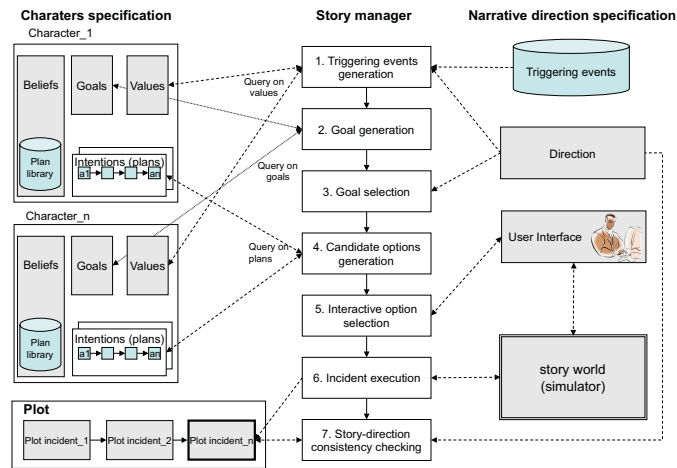 Charaters specification
Story manager
Narrative direction specification
Character_1
Beliefs
Goals
Values
Plan
library
Intentions (plans)
a1
an
Character_n
Beliefs
Goals
Values
Plan
library
Intentions (plans)
a1
an
Plot
Plot incident_1
Plot incident_2
Plot incident_n
Query on
values
Query on
goals
Query on
plans
1. Triggering events
generation
2. Goal generation
3. Goal selection
4. Candidate options
generation
5. Interactive option
selection
6. Incident execution
7. Story-direction
consistency checking
Triggering events
Direction
User Interface
story world
(simulator)